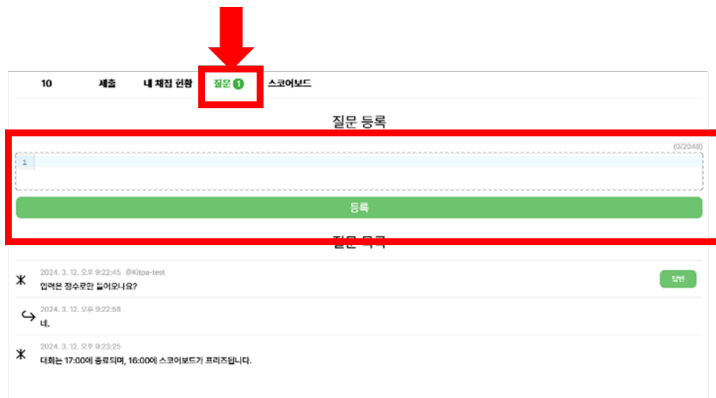 10 제출 내 채점 현황 질문 1 스코어보드
질문 등록
(0/2048)
1
등록
질문 목록
2024. 3. 12. 오후 9:22:45 @Kitpa-test
입력은 정수로만 들어오나요?
답변
2024. 3. 12. 오후 9:22:58
네.
2024. 3. 12. 오후 9:23:25
대회는 17:00에 종료되며, 16:00에 스코어보드가 프리즈됩니다.